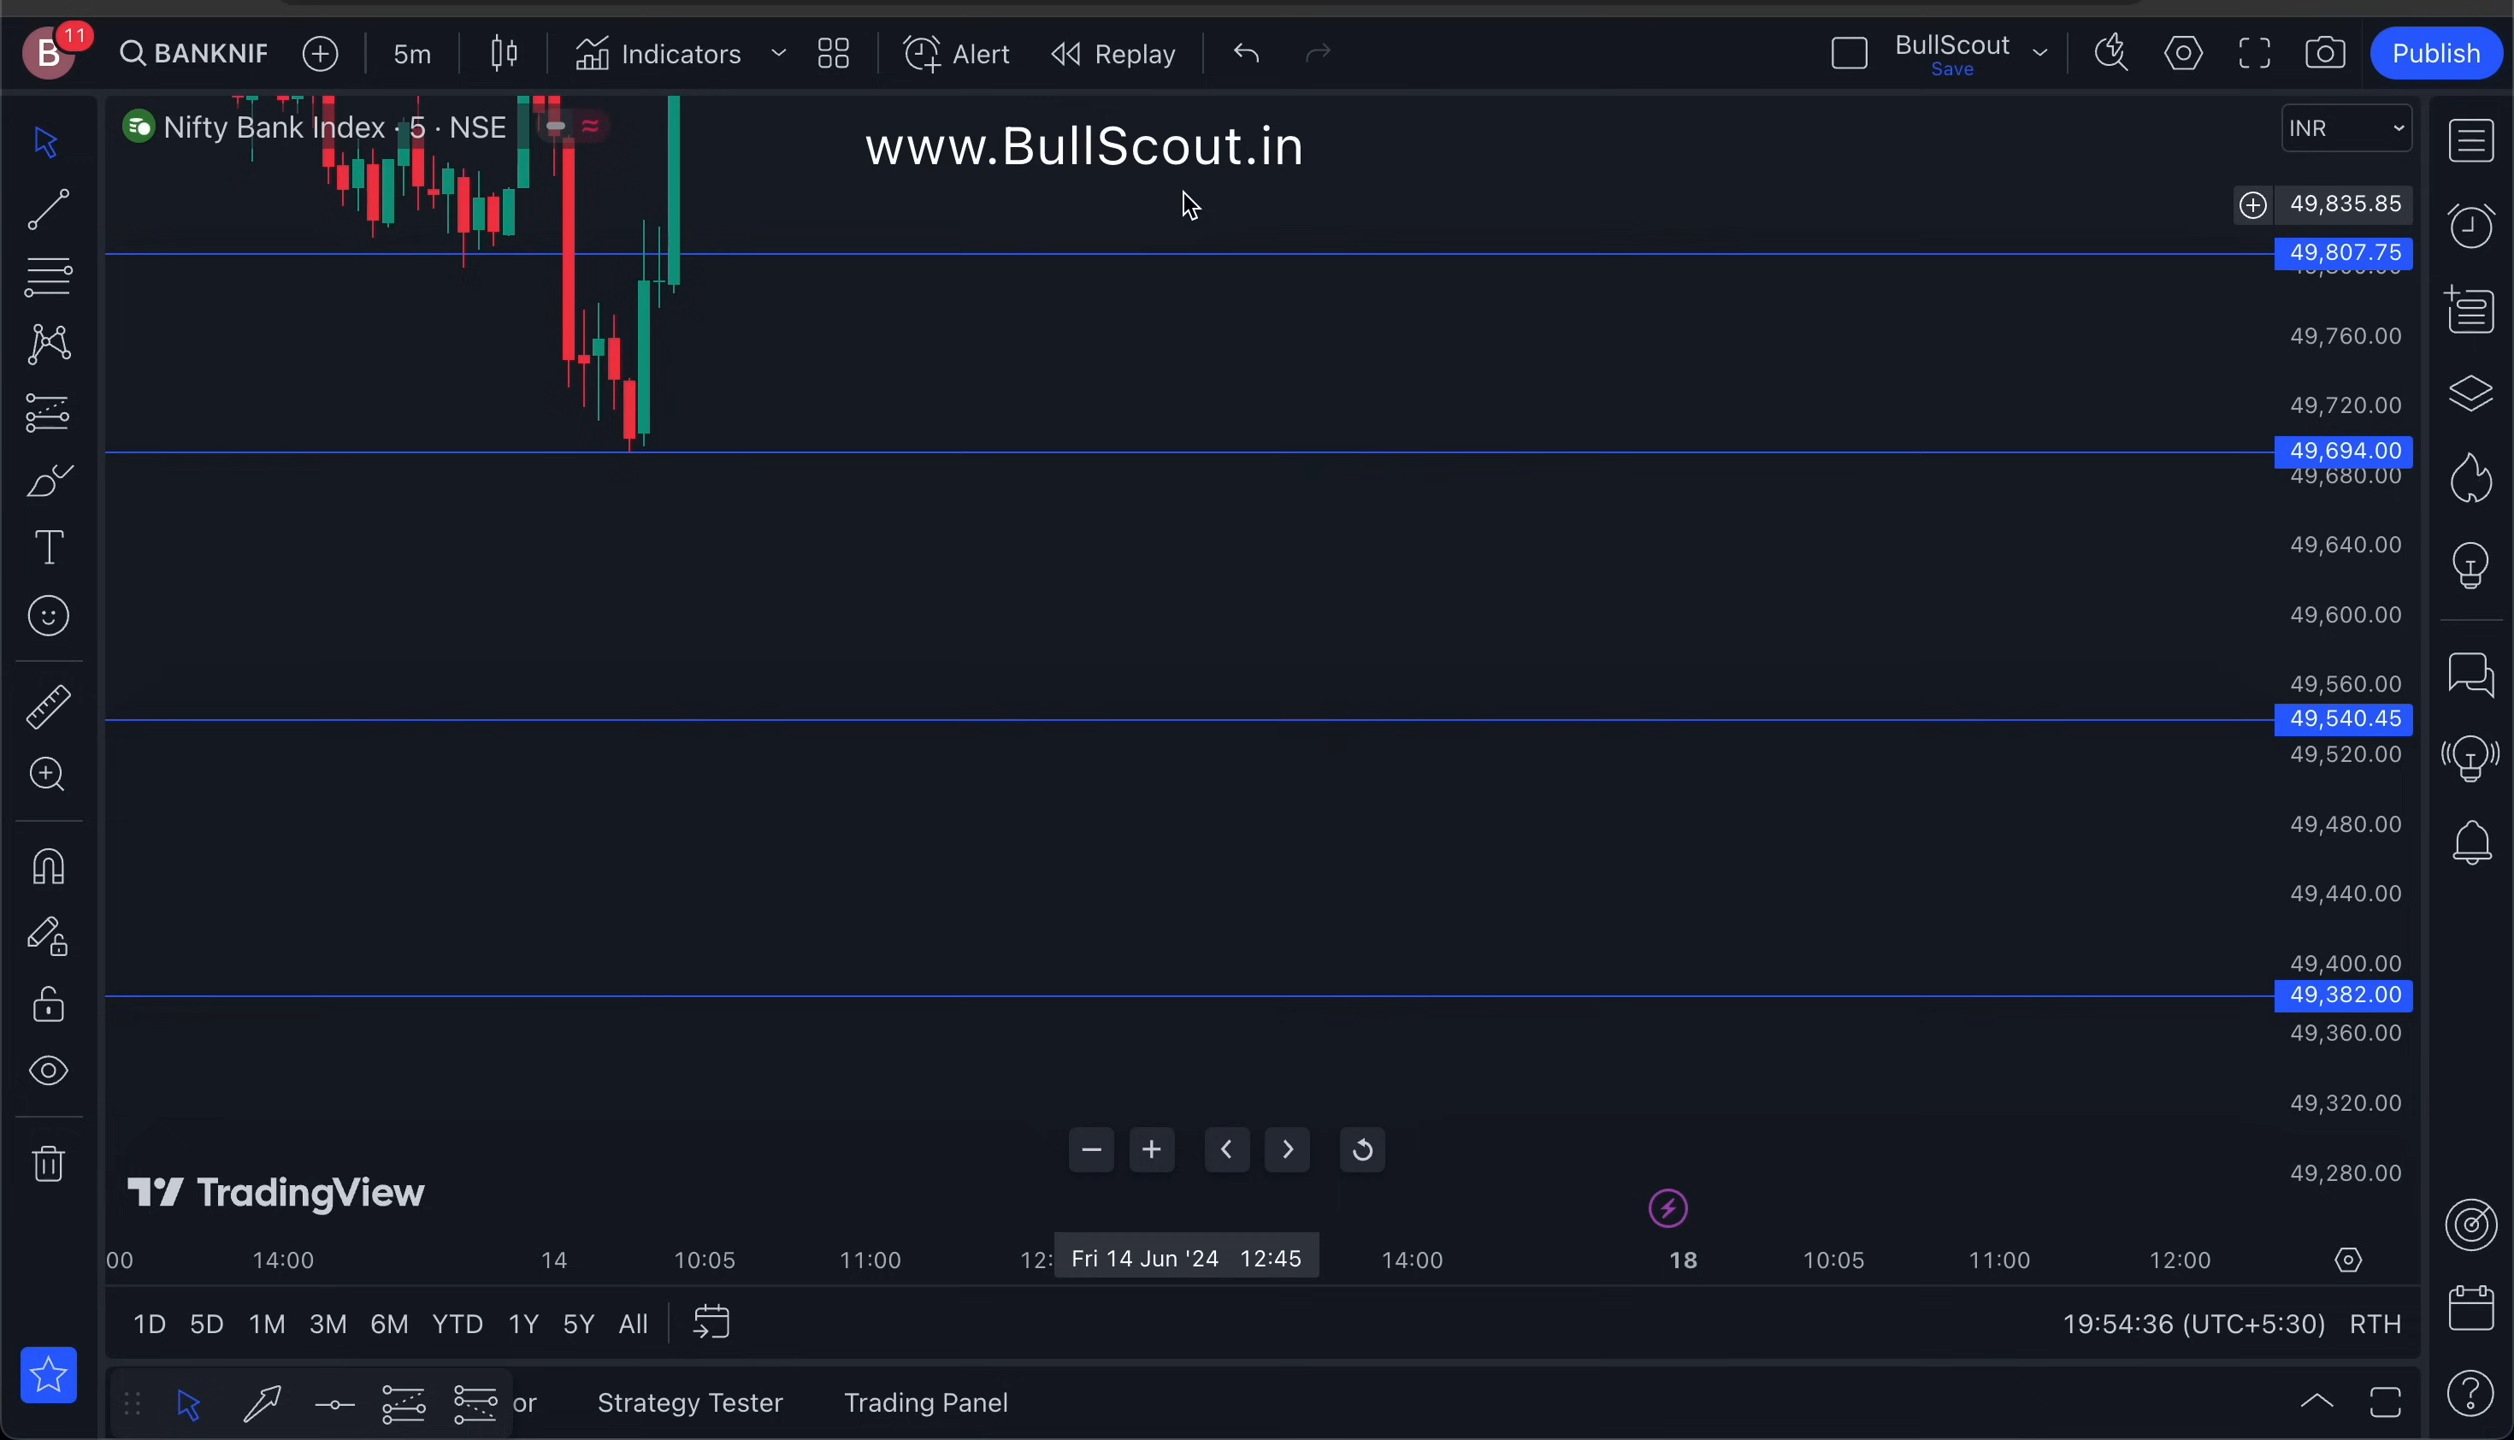 B 11 BANKNIF 5m Indicators Alert Replay BullScout Save Publish
Nifty Bank Index · 5 · NSE
www.BullScout.in
INR
49,835.85
49,807.75
49,760.00
49,720.00
49,694.00
49,680.00
49,640.00
49,600.00
49,560.00
49,540.45
49,520.00
49,480.00
49,440.00
49,400.00
49,382.00
49,360.00
49,320.00
49,280.00
TradingView
00 14:00 14 10:05 11:00 12: Fri 14 Jun '24 12:45 14:00 18 10:05 11:00 12:00
1D 5D 1M 3M 6M YTD 1Y 5Y All 19:54:36 (UTC+5:30) RTH
or Strategy Tester Trading Panel